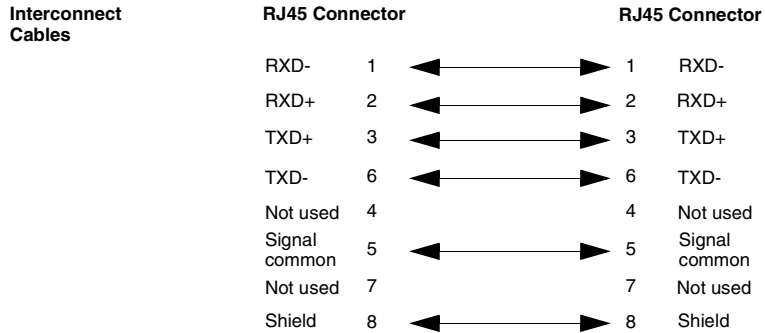 Interconnect Cables
RJ45 Connector RJ45 Connector
RXD- 1 1 RXD-
RXD+ 2 2 RXD+
TXD+ 3 3 TXD+
TXD- 6 6 TXD-
Not used 4 4 Not used
Signal common 5 5 Signal common
Not used 7 7 Not used
Shield 8 8 Shield